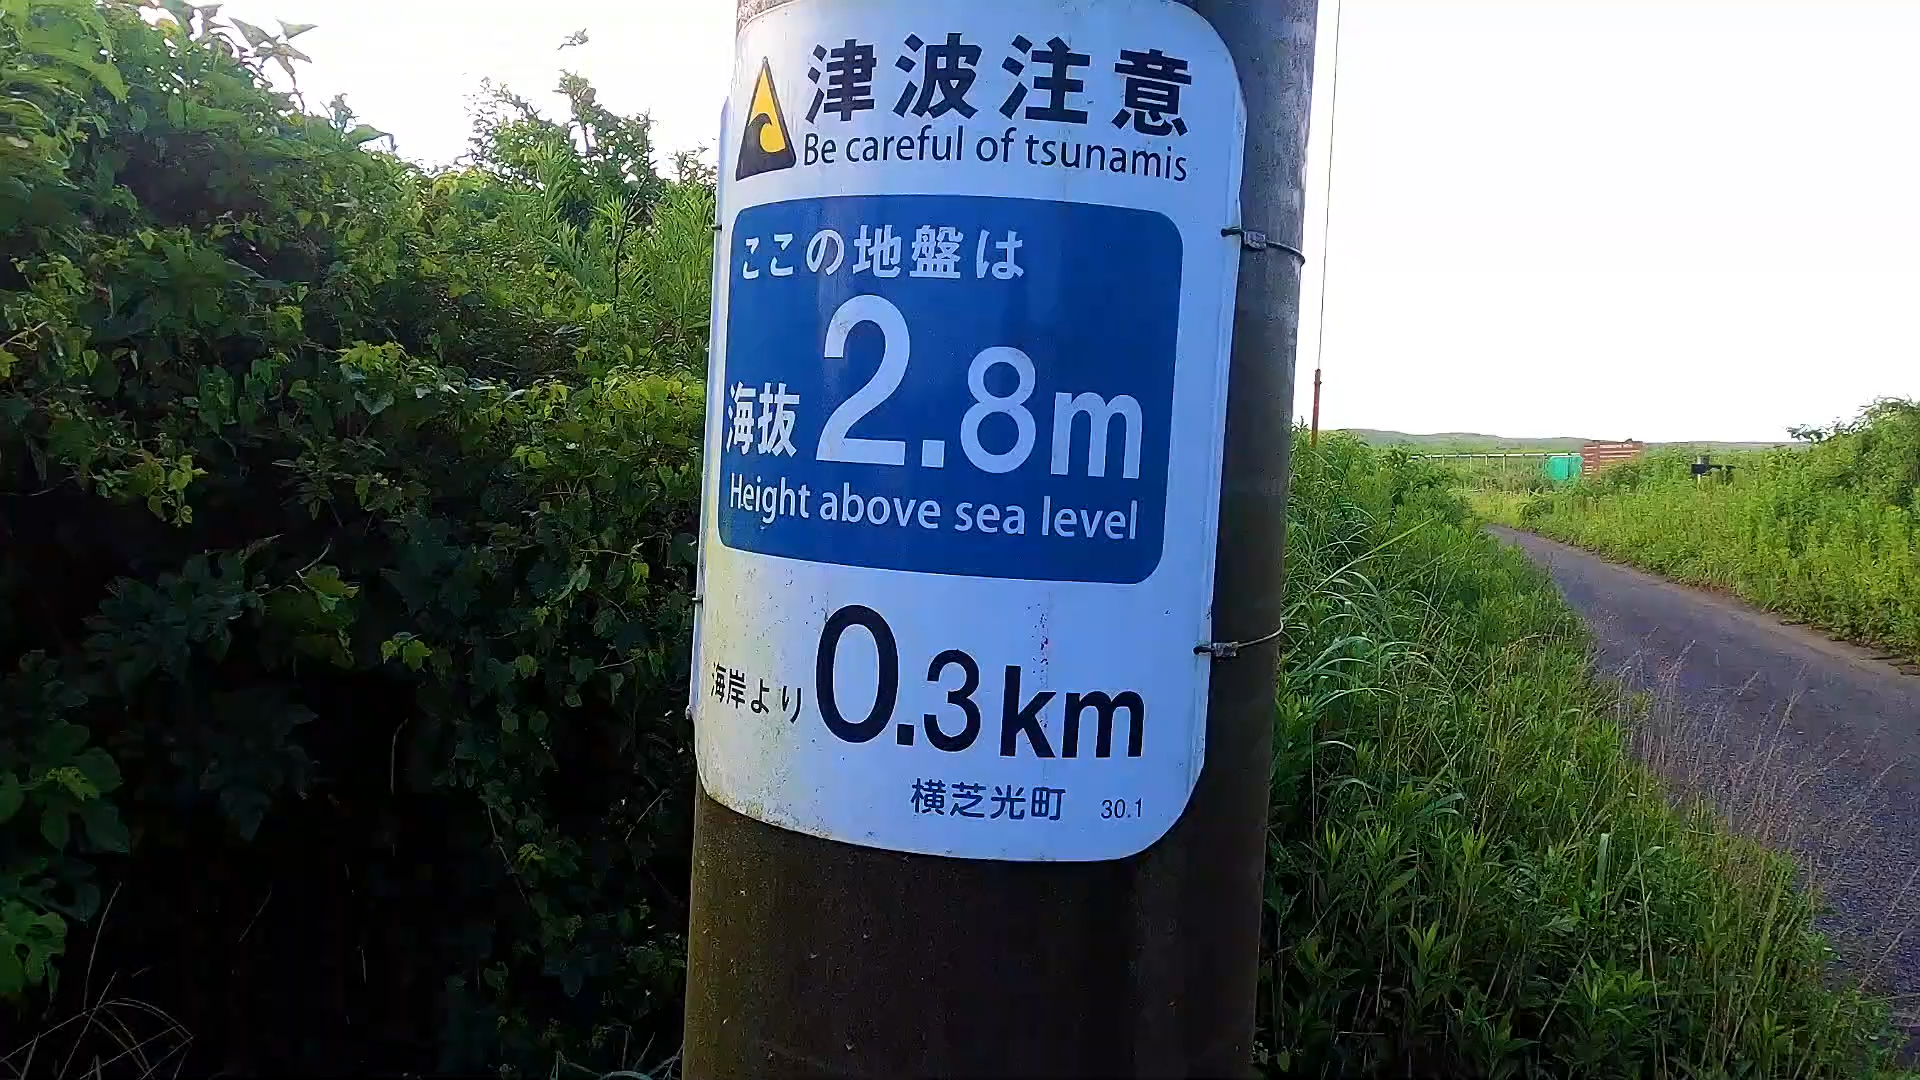 津波注意
Be careful of tsunamis
ここの地盤は
海抜 2.8m
Height above sea level
海岸より 0.3km
横芝光町 30.1